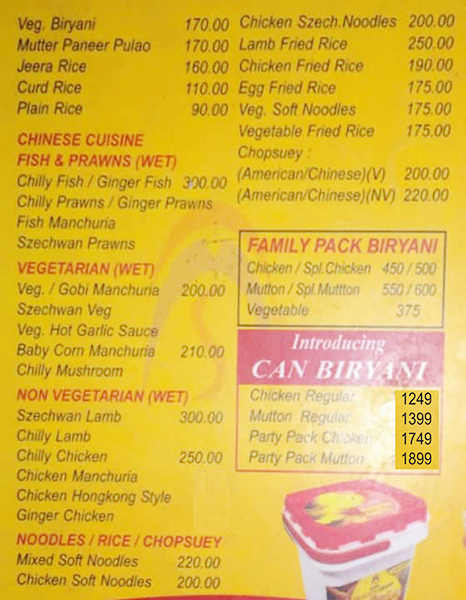 Veg. Biryani 170.00
Mutter Paneer Pulao 170.00
Jeera Rice 160.00
Curd Rice 110.00
Plain Rice 90.00
CHINESE CUISINE
FISH & PRAWNS (WET)
Chilly Fish / Ginger Fish 300.00
Chilly Prawns / Ginger Prawns
Fish Manchuria
Szechwan Prawns
VEGETARIAN (WET)
Veg. / Gobi Manchuria 200.00
Szechwan Veg
Veg. Hot Garlic Sauce
Baby Corn Manchuria 210.00
Chilly Mushroom
NON VEGETARIAN (WET)
Szechwan Lamb 300.00
Chilly Lamb
Chilly Chicken 250.00
Chicken Manchuria
Chicken Hongkong Style
Ginger Chicken
NOODLES / RICE / CHOPSUEY
Mixed Soft Noodles 220.00
Chicken Soft Noodles 200.00
Chicken Szech.Noodles 200.00
Lamb Fried Rice 250.00
Chicken Fried Rice 190.00
Egg Fried Rice 175.00
Veg. Soft Noodles 175.00
Vegetable Fried Rice 175.00
Chopsuey :
(American/Chinese)(V) 200.00
(American/Chinese)(NV) 220.00
FAMILY PACK BIRYANI
Chicken / Spl.Chicken 450 / 500
Mutton / Spl.Muttton 550 / 600
Vegetable 375
Introducing
CAN BIRYANI
Chicken Regular 1249
Mutton Regular 1399
Party Pack Chicken 1749
Party Pack Mutton 1899